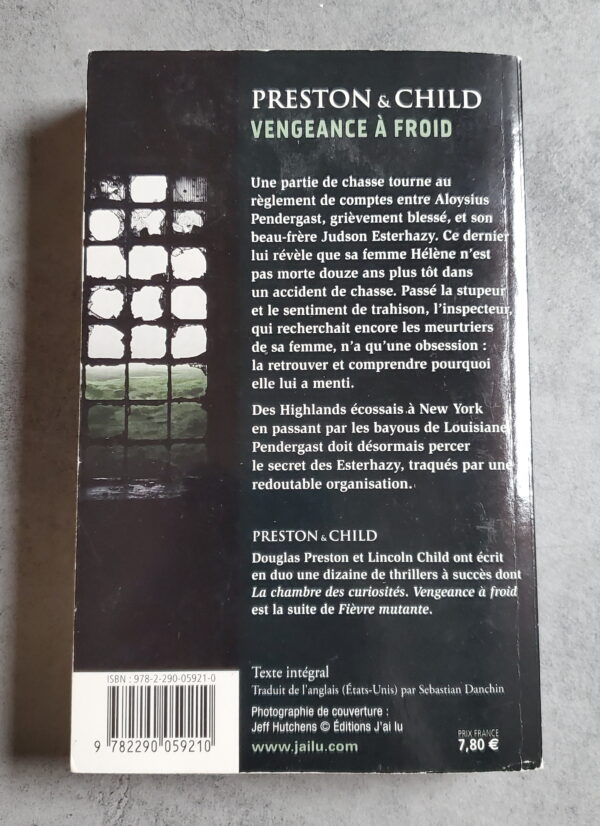 PRESTON & CHILD
VENGEANCE À FROID
Une partie de chasse tourne au
règlement de comptes entre Aloysius
Pendergast, grièvement blessé, et son
beau-frère Judson Esterhazy. Ce dernier
lui révèle que sa femme Hélène n'est
pas morte douze ans plus tôt dans
un accident de chasse. Passé la stupeur
et le sentiment de trahison, l'inspecteur,
qui recherchait encore les meurtriers
de sa femme, n'a qu'une obsession :
la retrouver et comprendre pourquoi
elle lui a menti.
Des Highlands écossais à New York
en passant par les bayous de Louisiane
Pendergast doit désormais percer
le secret des Esterhazy, traqués par une
redoutable organisation.
PRESTON & CHILD
Douglas Preston et Lincoln Child ont écrit
en duo une dizaine de thrillers à succès dont
La chambre des curiosités. Vengeance à froid
est la suite de Fièvre mutante.
Texte intégral
Traduit de l'anglais (États-Unis) par Sebastian Danchin
Photographie de couverture :
Jeff Hutchens © Éditions J'ai lu
www.jailu.com
PRIX FRANCE
7,80 €
ISBN : 978-2-290-05921-0
9 782290 059210